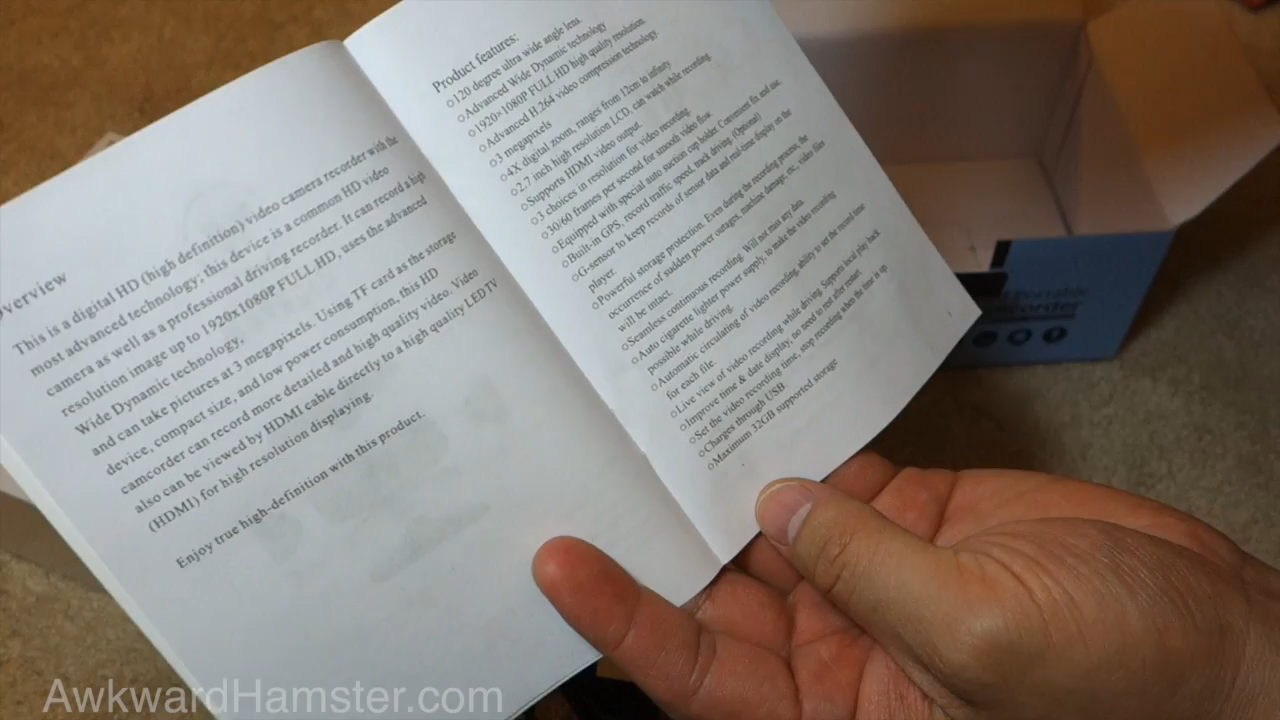 Overview
This is a digital HD (high definition) video camera recorder with the
most advanced technology; this device is a common HD video
camera as well as a professional driving recorder. It can record a high
resolution image up to 1920x1080P FULL HD, uses the advanced
Wide Dynamic technology,
and can take pictures at 3 megapixels. Using TF card as the storage
device, compact size, and low power consumption, this HD
camcorder can record more detailed and high quality video. Video
also can be viewed by HDMI cable directly to a high quality LED TV
(HDMI) for high resolution displaying.
Enjoy true high-definition with this product.
Product features:
○120 degree ultra wide angle lens.
○Advanced Wide Dynamic technology
○1920×1080P FULL HD high quality resolution.
○Advanced H.264 video compression technology
○3 megapixels
○4X digital zoom, ranges from 12cm to infinity
○2.7 inch high resolution LCD, can watch while recording.
○Supports HDMI video output.
○3 choices in resolution for video recording
○30/60 frames per second for smooth video flow
○Equipped with special auto suction cup holder. Convenient fix and use.
○Built-in GPS, record traffic speed, track driving. (Optional)
○G-sensor to keep records of sensor data and real-time display on the
player.
○Powerful storage protection. Even during the recording process, the
occurrence of sudden power outages, machine damage, etc., video files
will be intact.
○Seamless continuous recording. Will not miss any data.
○Auto cigarette lighter power supply, to make the video recording
possible while driving.
○Automatic circulating of video recording, ability to set the record time
for each file.
○Live view of video recording while driving. Supports local play back
○Improve time & date display, no need to reset after restart.
○Set the video recording time, stop recording when the time is up.
○Charges through USB
○Maximum 32GB supported storage
1
Portable
AwkwardHamster.com